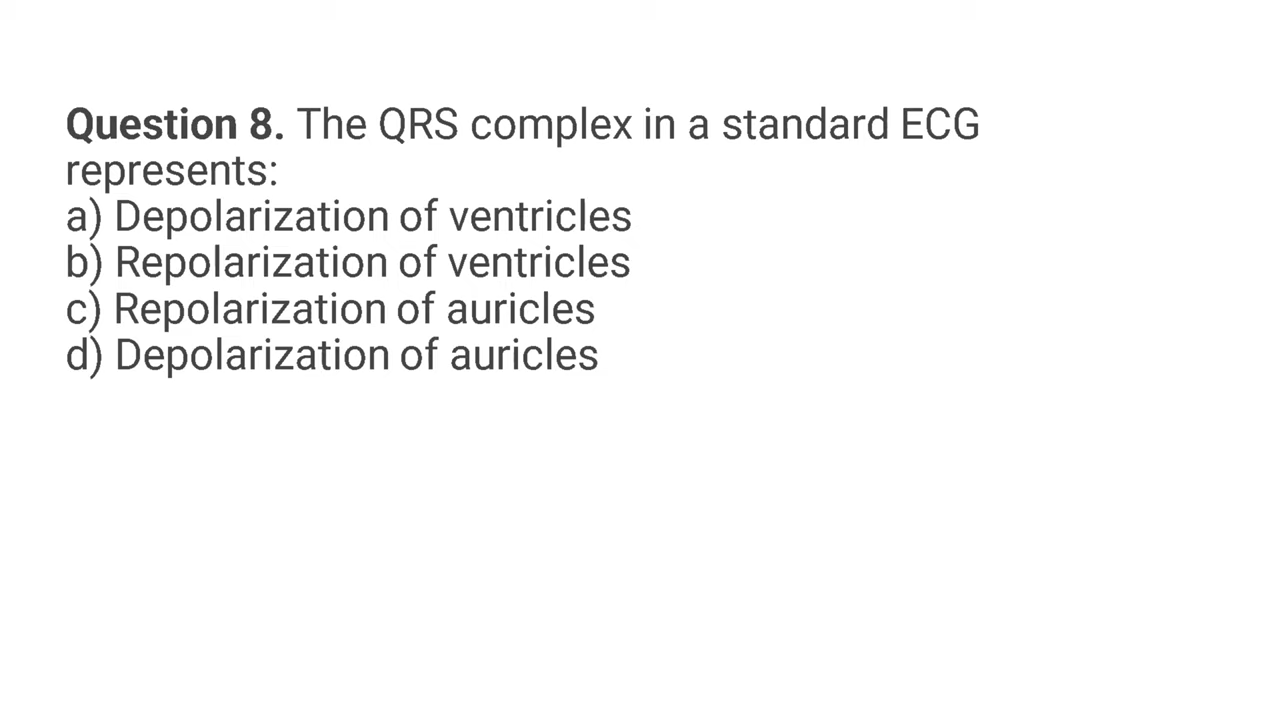 Question 8. The QRS complex in a standard ECG
represents:
a) Depolarization of ventricles
b) Repolarization of ventricles
c) Repolarization of auricles
d) Depolarization of auricles